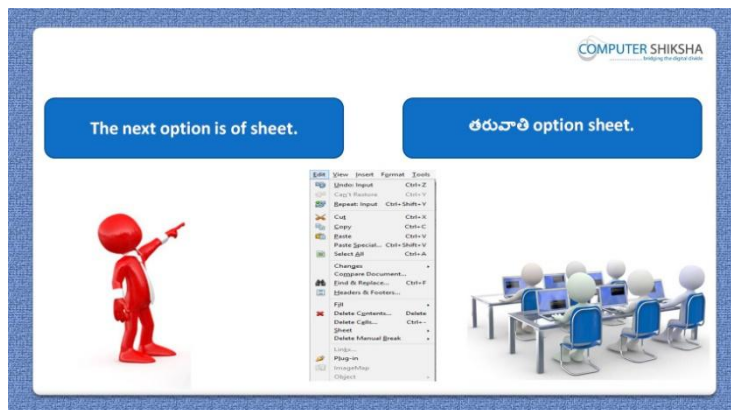 COMPUTER SHIKSHA
bridging the digital divide
The next option is of sheet.
తరువాతి option sheet.
Edit View Insert Format Tools
Undo: Input Ctrl+Z
Can't Restore Ctrl+Y
Repeat: Input Ctrl+Shift+Y
Cut Ctrl+X
Copy Ctrl+C
Paste Ctrl+V
Paste Special... Ctrl+Shift+V
Select All Ctrl+A
Changes
Compare Document...
Find & Replace... Ctrl+F
Headers & Footers...
Fill
Delete Contents... Delete
Delete Cells... Ctrl+-
Sheet
Delete Manual Break
Links...
Plug-in
ImageMap
Object